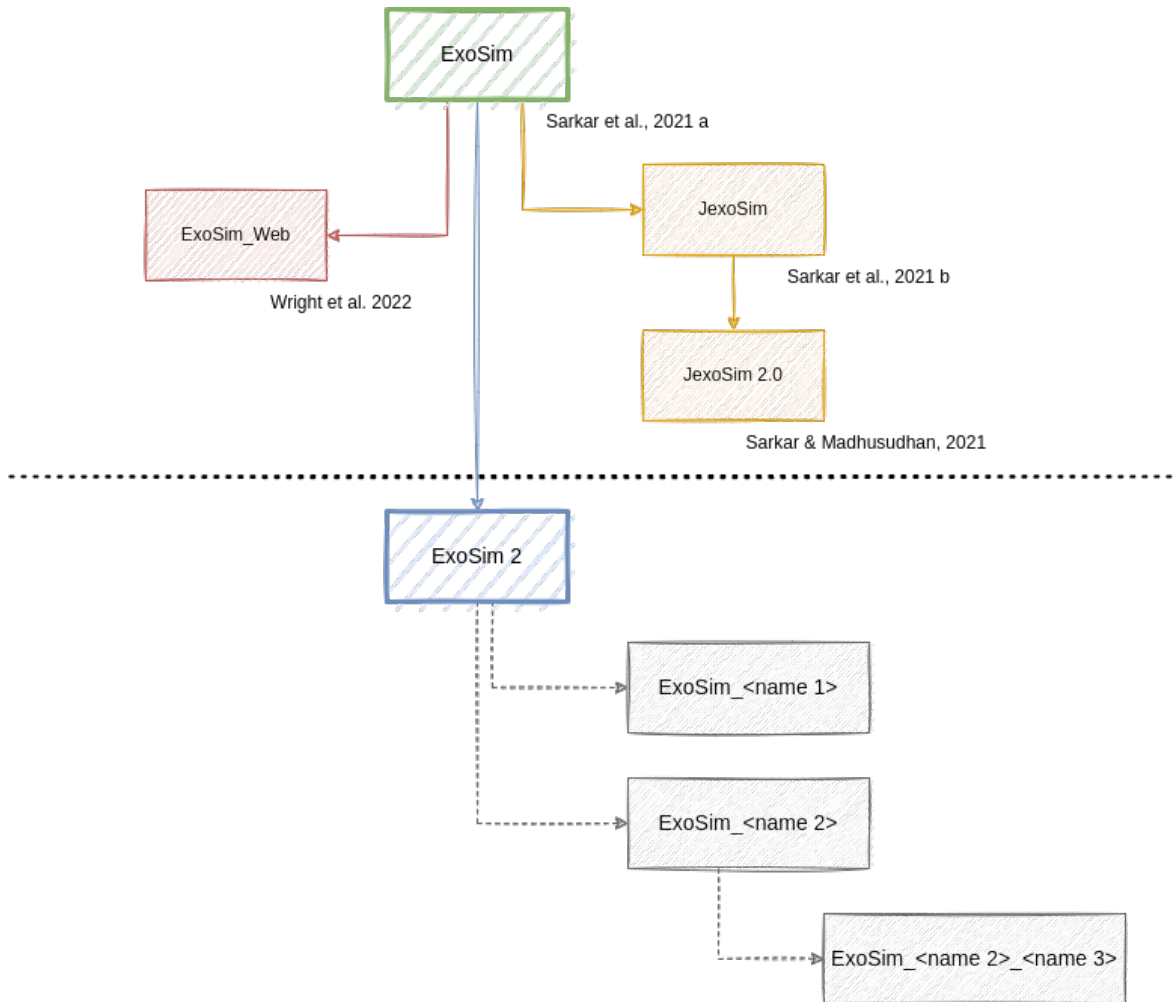 ExoSim
Sarkar et al., 2021 a
JexoSim
ExoSim_Web
Sarkar et al., 2021 b
Wright et al. 2022
JexoSim 2.0
Sarkar & Madhusudhan, 2021
ExoSim 2
ExoSim_<name 1>
ExoSim_<name 2>
ExoSim_<name 2>_<name 3>